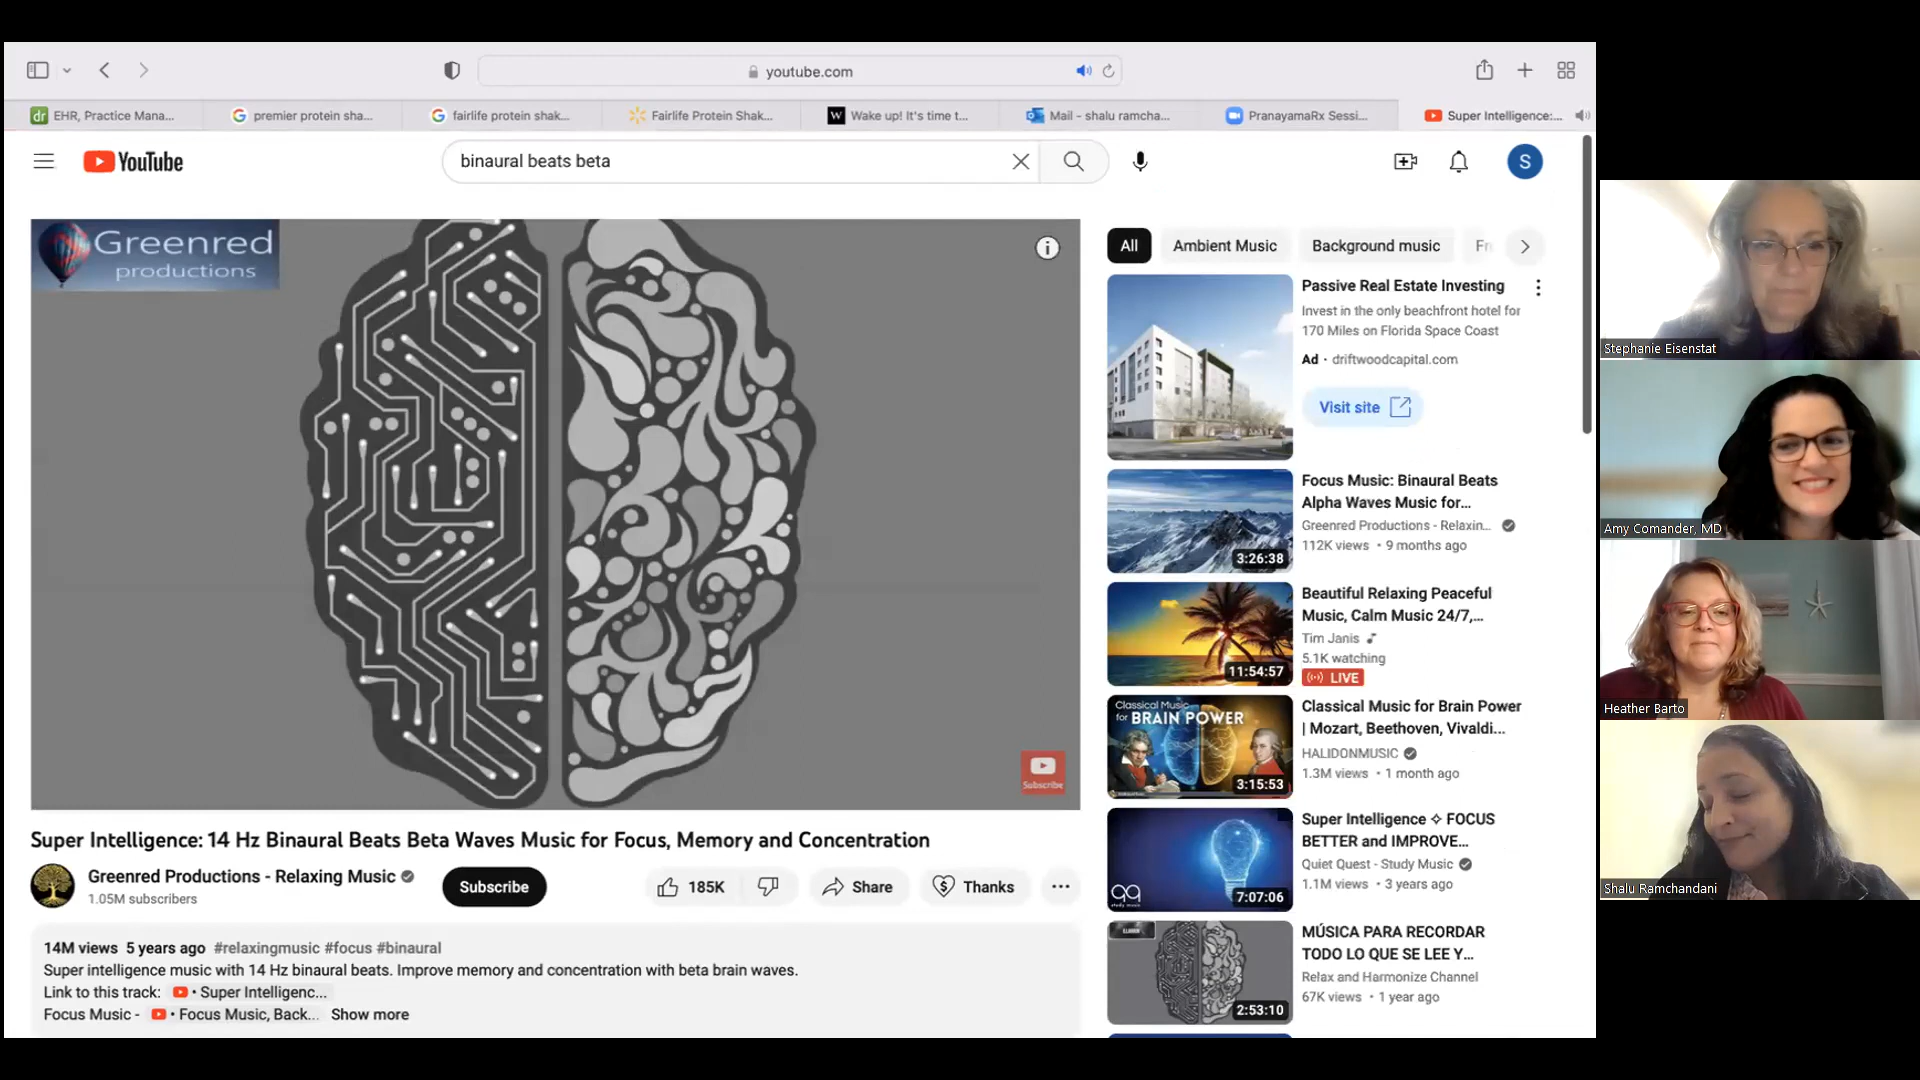 youtube.com
EHR, Practice Mana...
premier protein sha...
fairlife protein shak...
Fairlife Protein Shak...
Wake up! It's time t...
Mail - shalu ramcha...
PranayamaRx Sessi...
Super Intelligence:...
YouTube
binaural beats beta
S
Greenred
productions
Subscribe
Super Intelligence: 14 Hz Binaural Beats Beta Waves Music for Focus, Memory and Concentration
Greenred Productions - Relaxing Music
1.05M subscribers
Subscribe
185K
Share
Thanks
14M views 5 years ago #relaxingmusic #focus #binaural
Super intelligence music with 14 Hz binaural beats. Improve memory and concentration with beta brain waves.
Link to this track: • Super Intelligenc...
Focus Music - • Focus Music, Back... Show more
All
Ambient Music
Background music
Fr
Passive Real Estate Investing
Invest in the only beachfront hotel for
170 Miles on Florida Space Coast
Ad · driftwoodcapital.com
Visit site
3:26:38
Focus Music: Binaural Beats
Alpha Waves Music for...
Greenred Productions - Relaxin...
112K views • 9 months ago
11:54:57
Beautiful Relaxing Peaceful
Music, Calm Music 24/7,...
Tim Janis
5.1K watching
LIVE
Classical Music
for BRAIN POWER
3:15:53
Classical Music for Brain Power
| Mozart, Beethoven, Vivaldi...
HALIDONMUSIC
1.3M views • 1 month ago
study music
7:07:06
Super Intelligence ✧ FOCUS
BETTER and IMPROVE...
Quiet Quest - Study Music
1.1M views • 3 years ago
2:53:10
MÚSICA PARA RECORDAR
TODO LO QUE SE LEE Y...
Relax and Harmonize Channel
67K views • 1 year ago
Stephanie Eisenstat
Amy Comander, MD
Heather Barto
Shalu Ramchandani